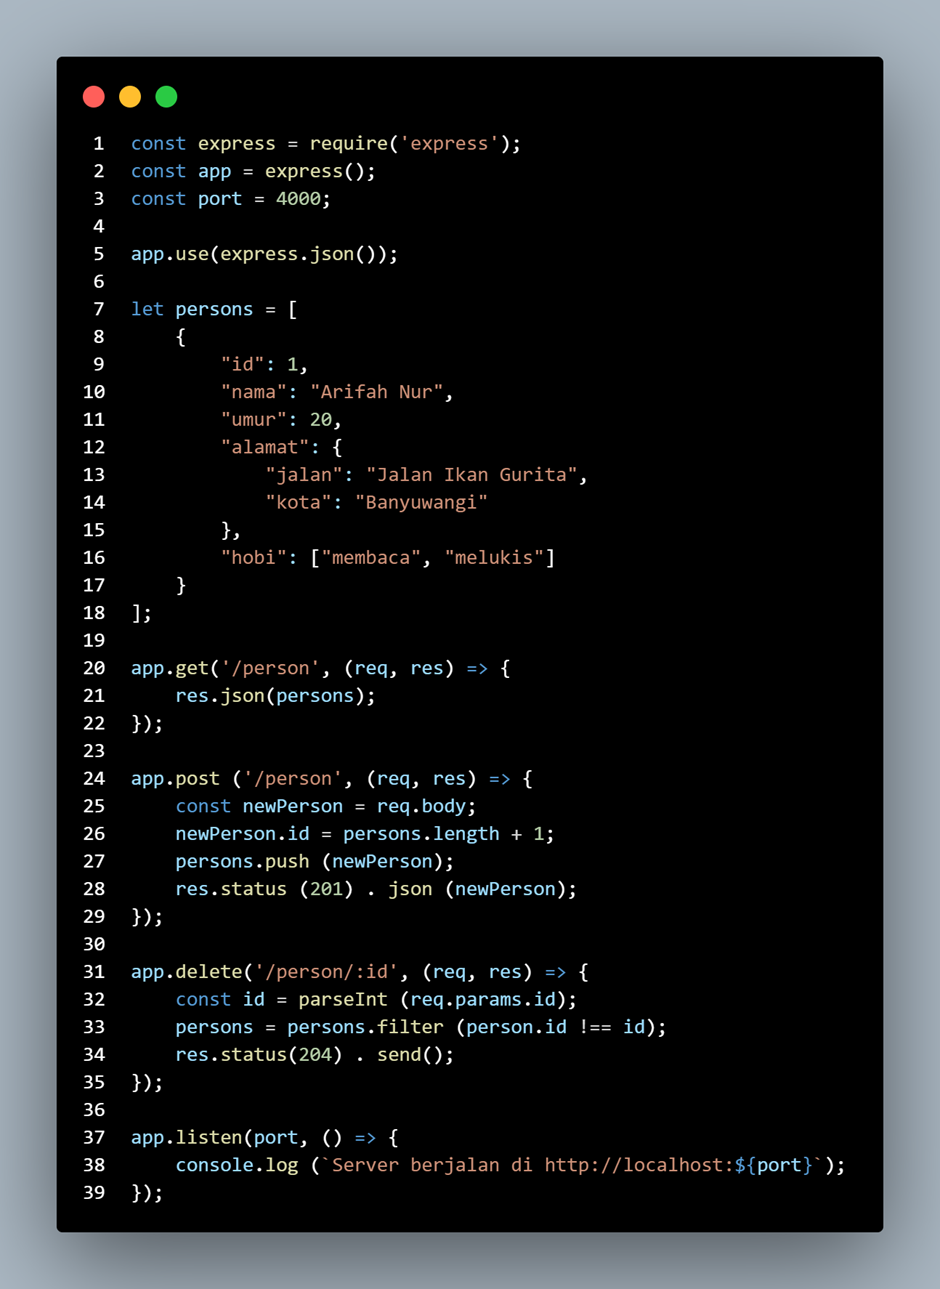 1 const express = require('express');
2 const app = express();
3 const port = 4000;
4
5 app.use(express.json());
6
7 let persons = [
8     {
9         "id": 1,
10         "nama": "Arifah Nur",
11         "umur": 20,
12         "alamat": {
13             "jalan": "Jalan Ikan Gurita",
14             "kota": "Banyuwangi"
15         },
16         "hobi": ["membaca", "melukis"]
17     }
18 ];
19
20 app.get('/person', (req, res) => {
21     res.json(persons);
22 });
23
24 app.post ('/person', (req, res) => {
25     const newPerson = req.body;
26     newPerson.id = persons.length + 1;
27     persons.push (newPerson);
28     res.status (201) . json (newPerson);
29 });
30
31 app.delete('/person/:id', (req, res) => {
32     const id = parseInt (req.params.id);
33     persons = persons.filter (person.id !== id);
34     res.status(204) . send();
35 });
36
37 app.listen(port, () => {
38     console.log (`Server berjalan di http://localhost:${port}`);
39 });